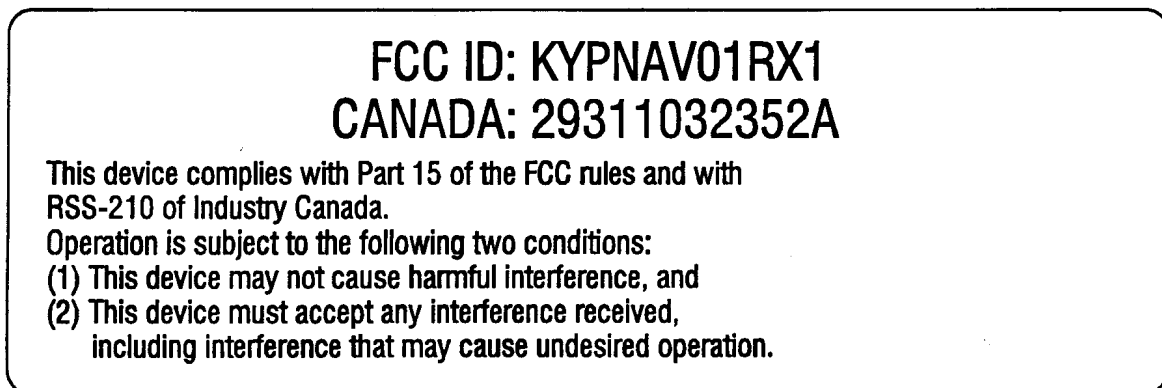 FCC ID: KYPNAV01RX1
CANADA: 29311032352A
This device complies with Part 15 of the FCC rules and with
RSS-210 of Industry Canada.
Operation is subject to the following two conditions:
(1) This device may not cause harmful interference, and
(2) This device must accept any interference received,
including interference that may cause undesired operation.